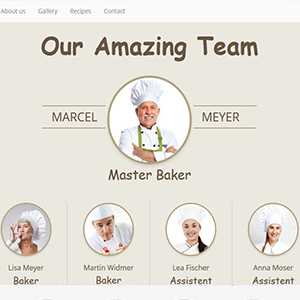 About us Gallery Recipes Contact
Our Amazing Team
MARCEL MEYER
Master Baker
Lisa Meyer Martin Widmer Lea Fischer Anna Moser
Baker Baker Assistent Assistent